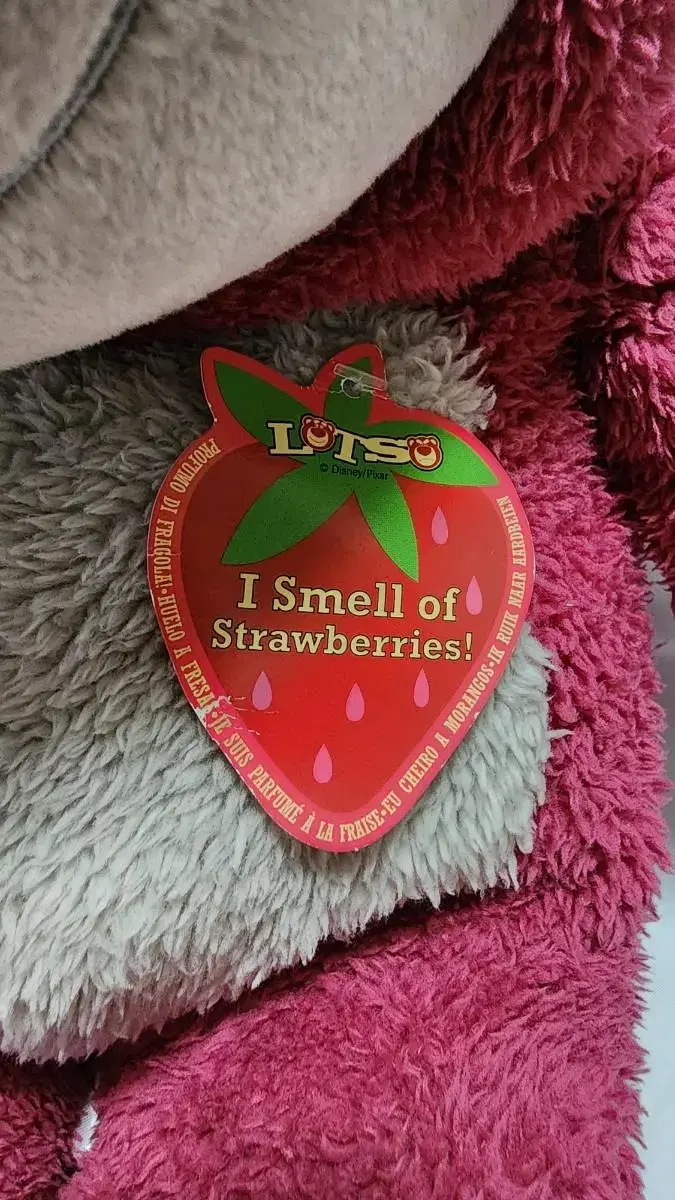 LOTSO
© Disney/Pixar
I Smell of
Strawberries!
PROFUMO DI FRAGOLA!•HUELO A FRESA!•JE SUIS PARFUMÉ À LA FRAISE•EU CHEIRO A MORANGOS•IK RUIK NAAR AARDBEIEN